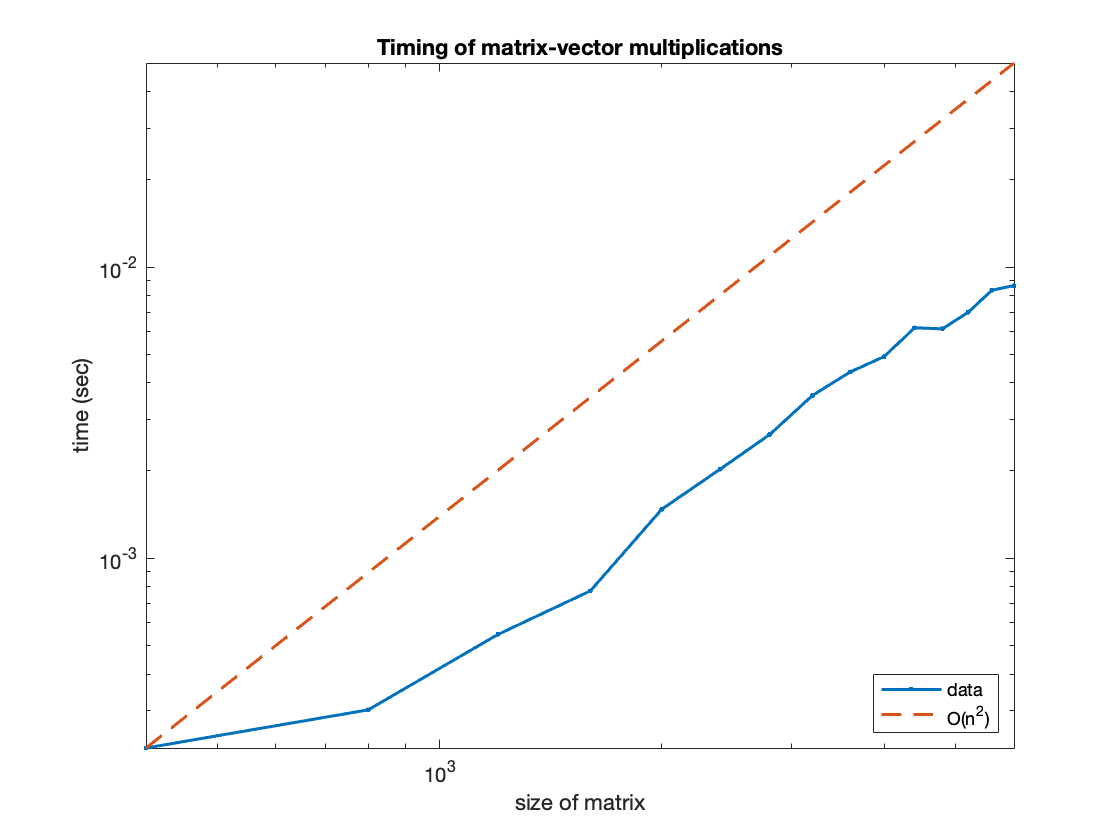 Timing of matrix-vector multiplications
10^-2
10^-3
time (sec)
10^3
size of matrix
data
O(n^2)